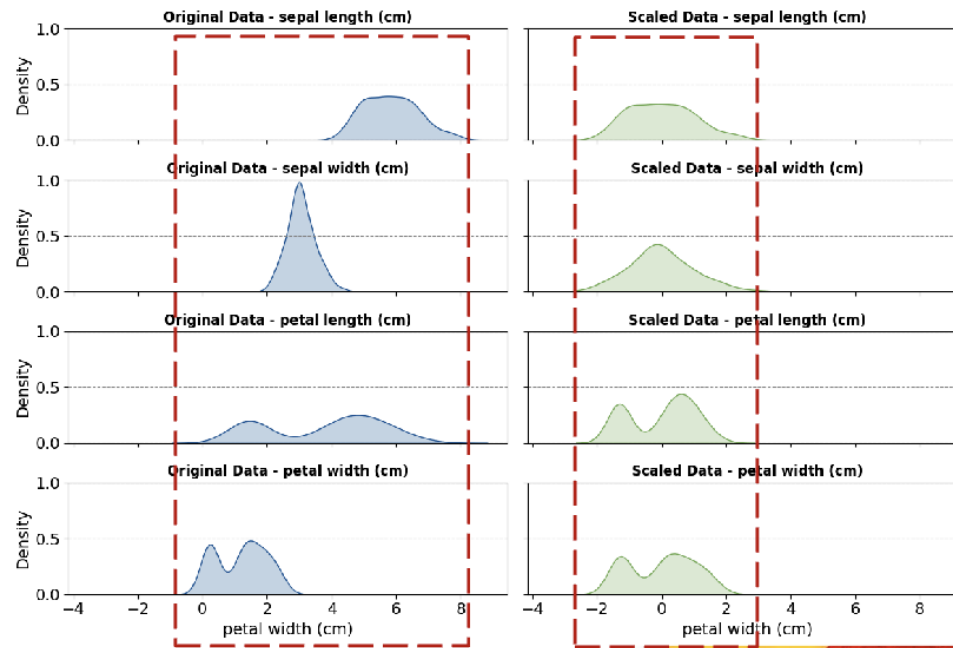 Original Data - sepal length (cm)
Scaled Data - sepal length (cm)
1.0
0.5
0.0
Density
Original Data - sepal width (cm)
Scaled Data - sepal width (cm)
1.0
0.5
0.0
Density
Original Data - petal length (cm)
Scaled Data - petal length (cm)
1.0
0.5
0.0
Density
Original Data - petal width (cm)
Scaled Data - petal width (cm)
1.0
0.5
0.0
Density
−4 0 2 4 6 8
petal width (cm)
−4 −2 0 2 4 6 8
petal width (cm)